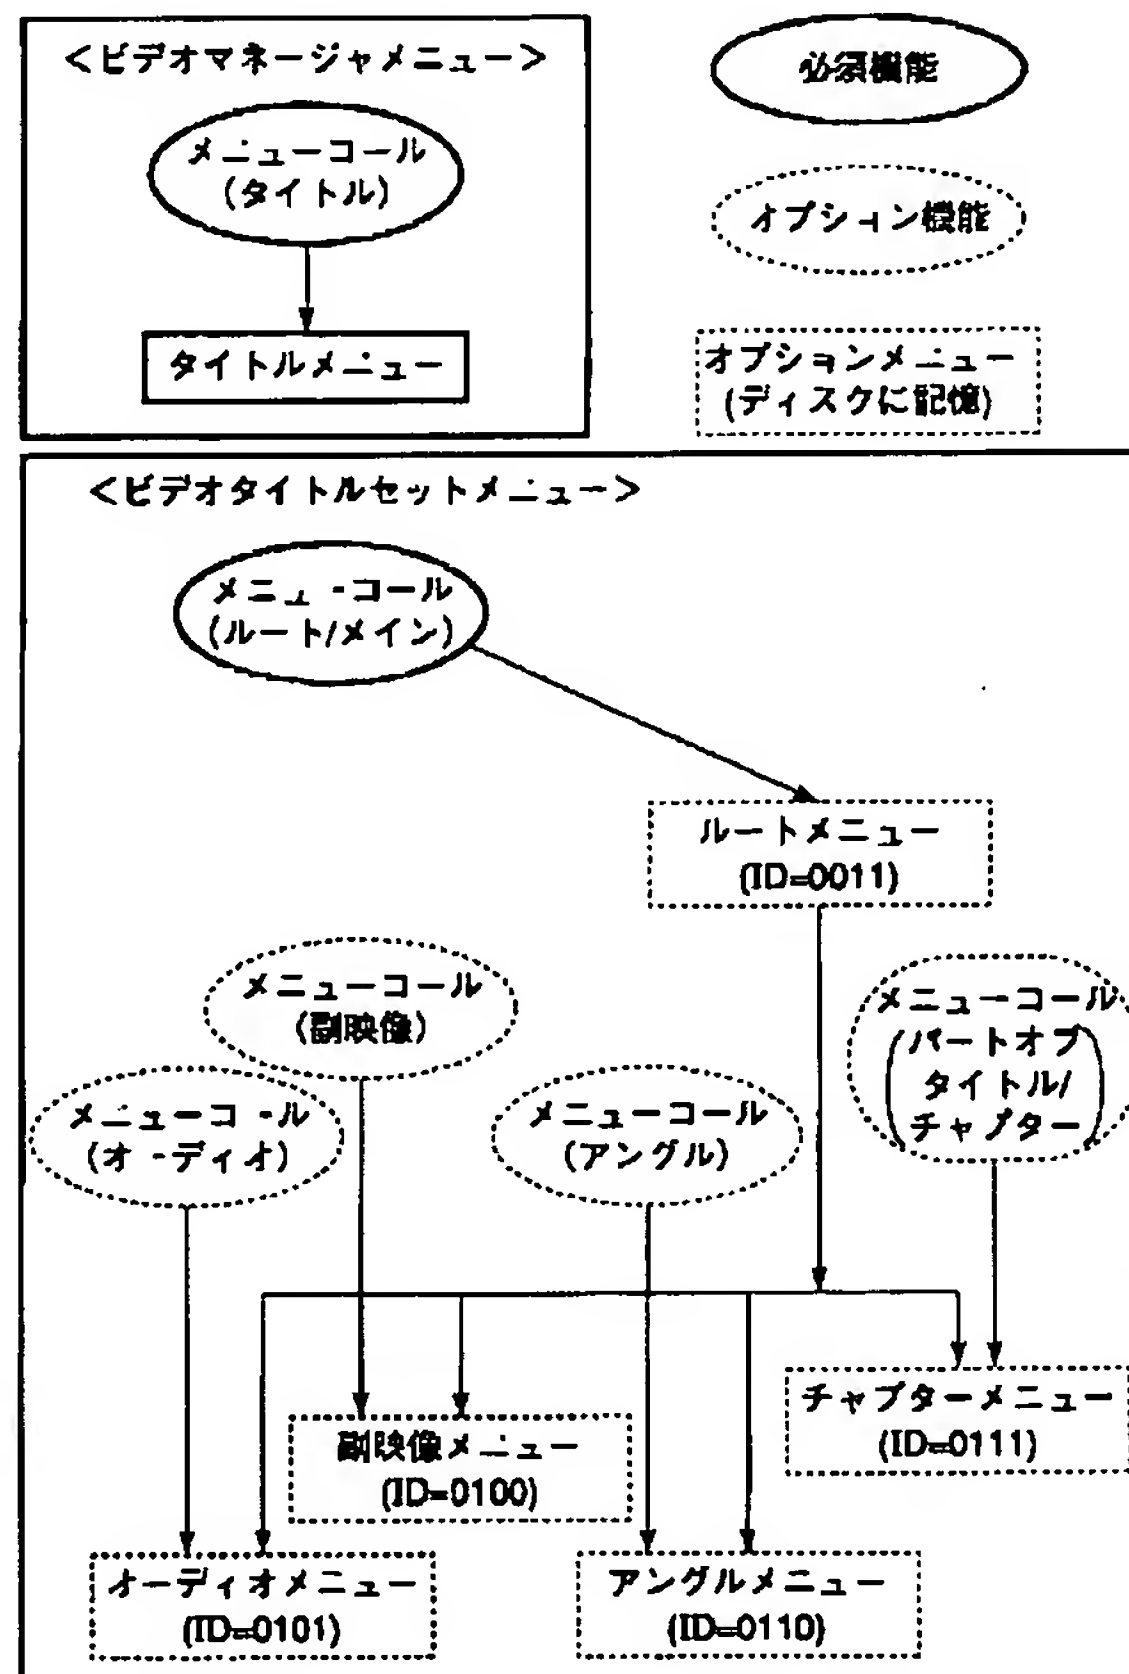 <ビデオマネージャメニュー>
メニューコール
(タイトル)
タイトルメニュー
必須機能
オプション機能
オプションメニュー
(ディスクに記憶)
<ビデオタイトルセットメニュー>
メニューコール
(ルート/メイン)
ルートメニュー
(ID=0011)
メニューコール
(副映像)
メニューコール
(パートオブ
タイトル/
チャプター)
メニューコール
(オーディオ)
メニューコール
(アングル)
チャプターメニュー
(ID=0111)
副映像メニュー
(ID=0100)
オーディオメニュー
(ID=0101)
アングルメニュー
(ID=0110)